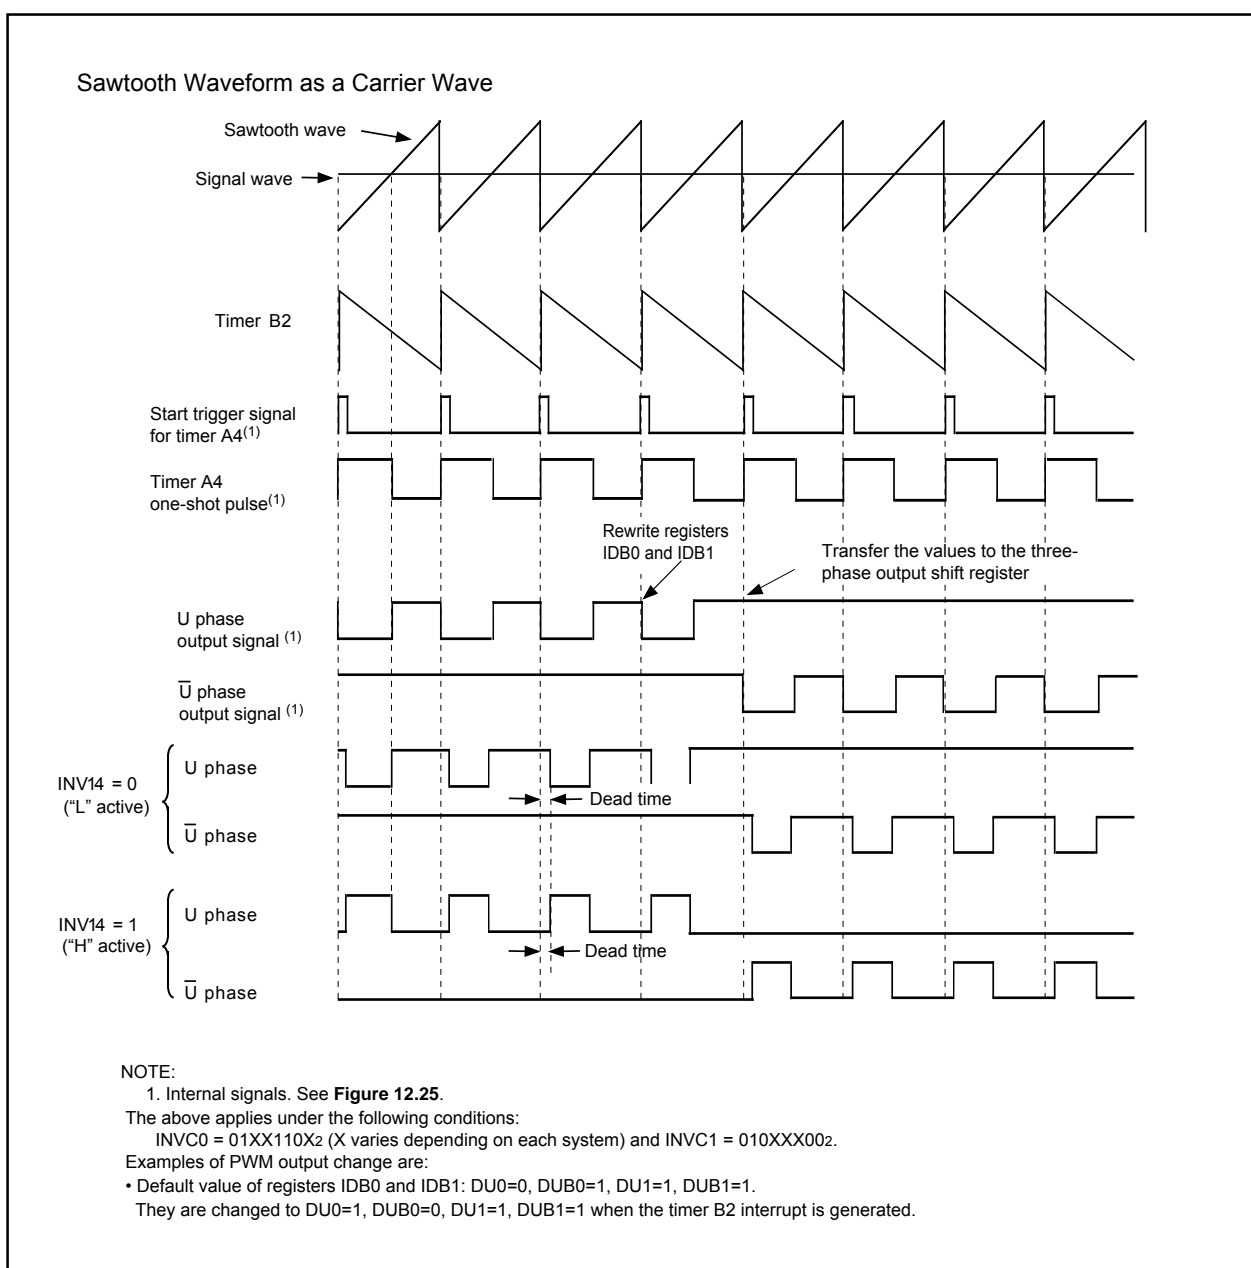 Sawtooth Waveform as a Carrier Wave
Sawtooth wave
Signal wave
Timer B2
Start trigger signal
for timer A4(1)
Timer A4
one-shot pulse(1)
Rewrite registers
IDB0 and IDB1
Transfer the values to the three-
phase output shift register
U phase
output signal (1)
U̅ phase
output signal (1)
INV14 = 0
("L" active)
U phase
Dead time
U̅ phase
INV14 = 1
("H" active)
U phase
Dead time
U̅ phase
NOTE:
1. Internal signals. See Figure 12.25.
The above applies under the following conditions:
INVC0 = 01XX110X2 (X varies depending on each system) and INVC1 = 010XXX002.
Examples of PWM output change are:
• Default value of registers IDB0 and IDB1: DU0=0, DUB0=1, DU1=1, DUB1=1.
They are changed to DU0=1, DUB0=0, DU1=1, DUB1=1 when the timer B2 interrupt is generated.